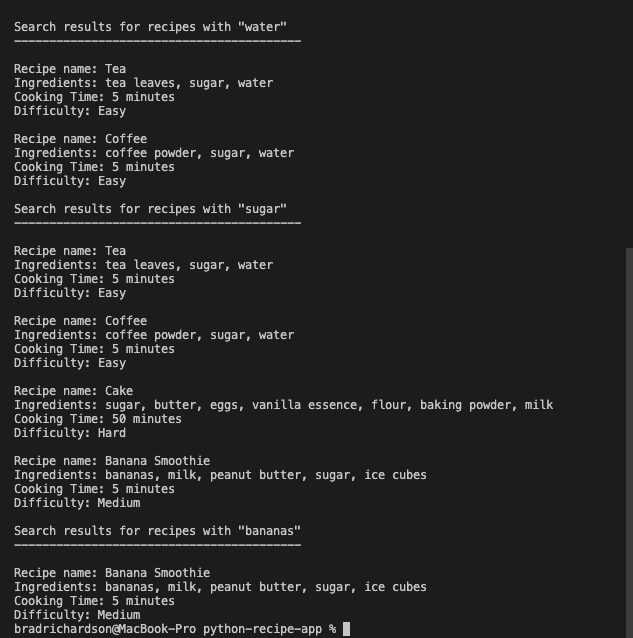 Search results for recipes with "water"
-----------------------------------------
Recipe name: Tea
Ingredients: tea leaves, sugar, water
Cooking Time: 5 minutes
Difficulty: Easy
Recipe name: Coffee
Ingredients: coffee powder, sugar, water
Cooking Time: 5 minutes
Difficulty: Easy
Search results for recipes with "sugar"
-----------------------------------------
Recipe name: Tea
Ingredients: tea leaves, sugar, water
Cooking Time: 5 minutes
Difficulty: Easy
Recipe name: Coffee
Ingredients: coffee powder, sugar, water
Cooking Time: 5 minutes
Difficulty: Easy
Recipe name: Cake
Ingredients: sugar, butter, eggs, vanilla essence, flour, baking powder, milk
Cooking Time: 50 minutes
Difficulty: Hard
Recipe name: Banana Smoothie
Ingredients: bananas, milk, peanut butter, sugar, ice cubes
Cooking Time: 5 minutes
Difficulty: Medium
Search results for recipes with "bananas"
-----------------------------------------
Recipe name: Banana Smoothie
Ingredients: bananas, milk, peanut butter, sugar, ice cubes
Cooking Time: 5 minutes
Difficulty: Medium
bradrichardson@MacBook-Pro python-recipe-app %